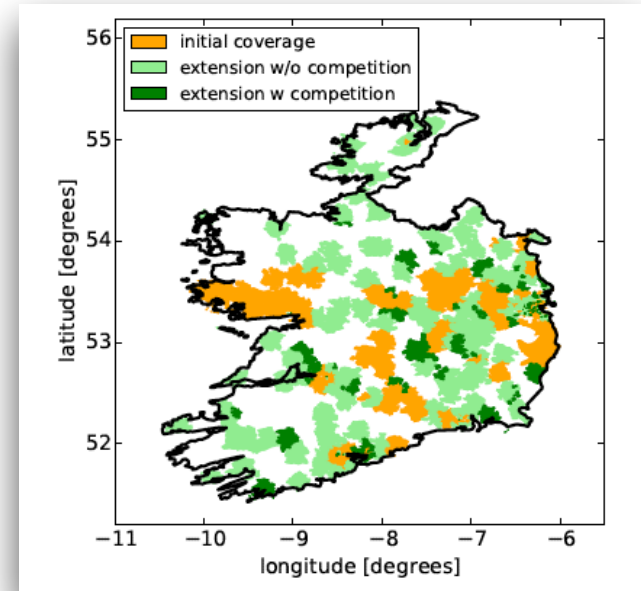 initial coverage
extension w/o competition
extension w competition
56
55
54
53
52
latitude [degrees]
−11 −10 −9 −8 −7 −6
longitude [degrees]